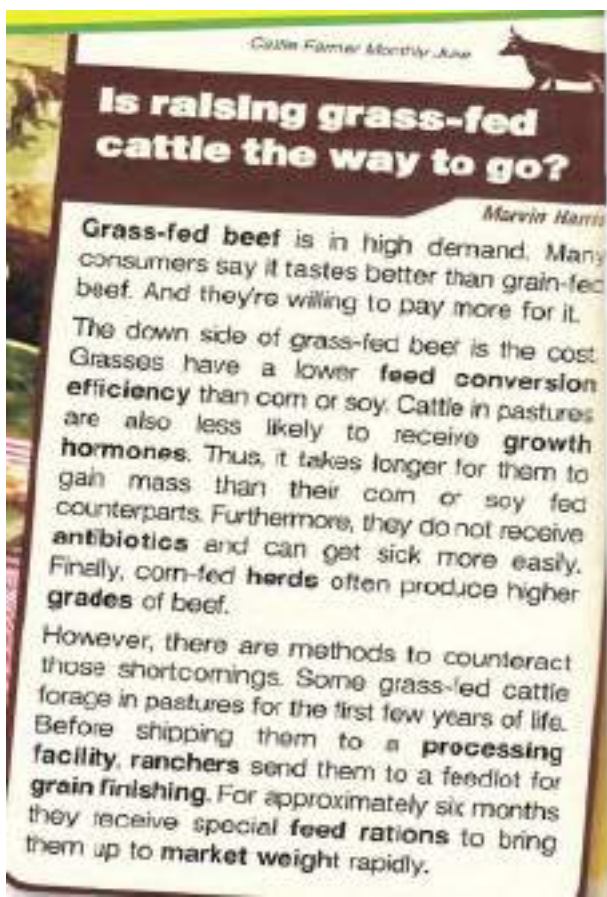 Cattle Farmer Monthly June
Is raising grass-fed
cattle the way to go?
Marvin Harris
Grass-fed beef is in high demand. Many
consumers say it tastes better than grain-fed
beef. And they're willing to pay more for it.
The down side of grass-fed beef is the cost.
Grasses have a lower feed conversion
efficiency than corn or soy. Cattle in pastures
are also less likely to receive growth
hormones. Thus, it takes longer for them to
gain mass than their corn or soy fed
counterparts. Furthermore, they do not receive
antibiotics and can get sick more easily.
Finally, corn-fed herds often produce higher
grades of beef.
However, there are methods to counteract
those shortcomings. Some grass-fed cattle
forage in pastures for the first few years of life.
Before shipping them to a processing
facility, ranchers send them to a feedlot for
grain finishing. For approximately six months
they receive special feed rations to bring
them up to market weight rapidly.